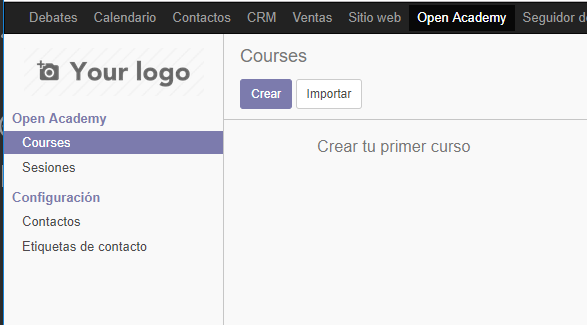 Debates Calendario Contactos CRM Ventas Sitio web Open Academy Seguidor de
Your logo
Open Academy
Courses
Sesiones
Configuración
Contactos
Etiquetas de contacto
Courses
Crear Importar
Crear tu primer curso